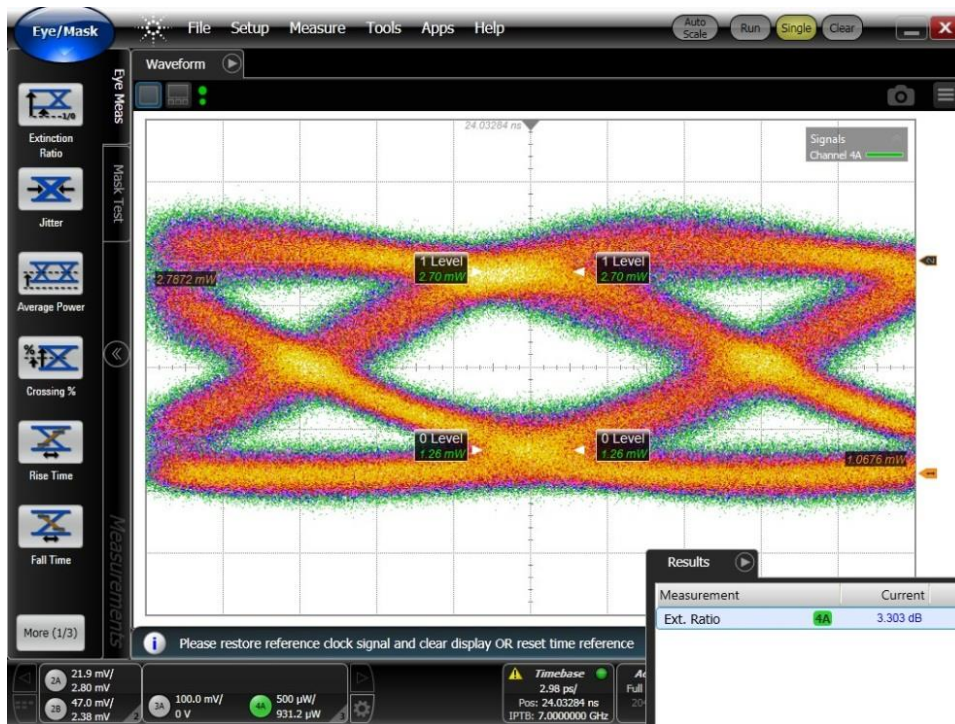 Eye/Mask
File Setup Measure Tools Apps Help
Auto Scale
Run
Single
Clear
Waveform
Eye Meas
Mask Test
Extinction
Ratio
Jitter
Average Power
Crossing %
Rise Time
Fall Time
More (1/3)
Measurements
24.03284 ns
Signals
Channel 4A
2.7872 mW
1 Level
2.70 mW
1 Level
2.70 mW
0 Level
1.26 mW
0 Level
1.26 mW
1.0676 mW
Results
Measurement Current
Ext. Ratio 4A 3.303 dB
Please restore reference clock signal and clear display OR reset time reference
2A 21.9 mV/
2.80 mV
2B 47.0 mV/
2.38 mV
2
3A 100.0 mV/
0 V
4A 500 µW/
931.2 µW
3
Timebase
2.98 ps/
Pos: 24.03284 ns
IPTB: 7.0000000 GHz
Full